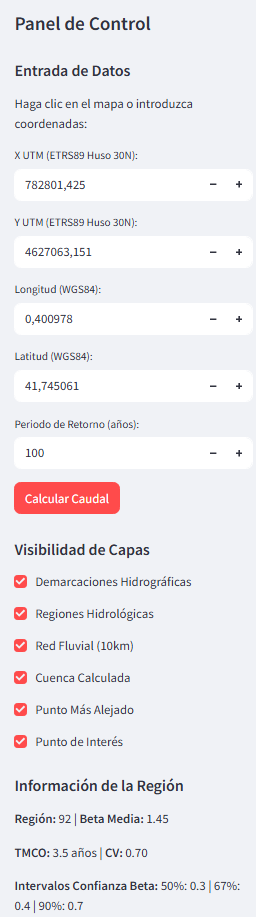 Panel de Control
Entrada de Datos
Haga clic en el mapa o introduzca
coordenadas:
X UTM (ETRS89 Huso 30N):
782801,425 − +
Y UTM (ETRS89 Huso 30N):
4627063,151 − +
Longitud (WGS84):
0,400978 − +
Latitud (WGS84):
41,745061 − +
Periodo de Retorno (años):
100 − +
Calcular Caudal
Visibilidad de Capas
Demarcaciones Hidrográficas
Regiones Hidrológicas
Red Fluvial (10km)
Cuenca Calculada
Punto Más Alejado
Punto de Interés
Información de la Región
Región: 92 | Beta Media: 1.45
TMCO: 3.5 años | CV: 0.70
Intervalos Confianza Beta: 50%: 0.3 | 67%:
0.4 | 90%: 0.7